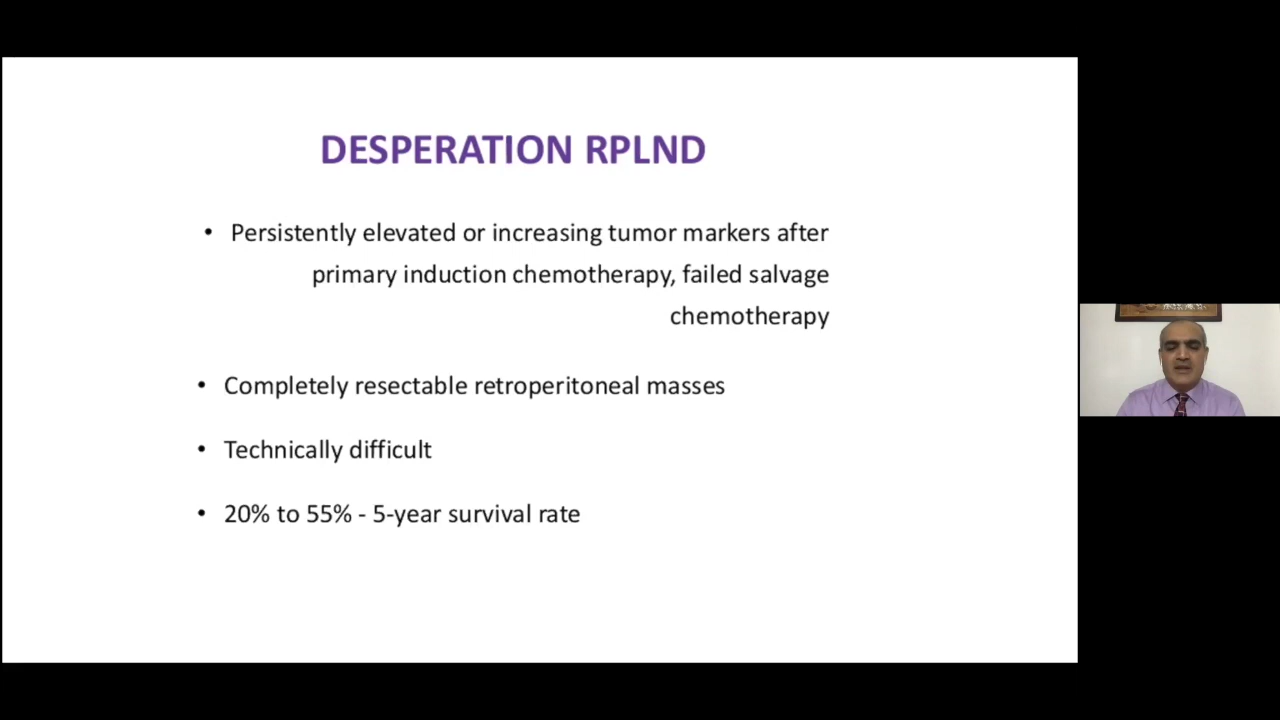 DESPERATION RPLND
• Persistently elevated or increasing tumor markers after
primary induction chemotherapy, failed salvage
chemotherapy
• Completely resectable retroperitoneal masses
• Technically difficult
• 20% to 55% - 5-year survival rate